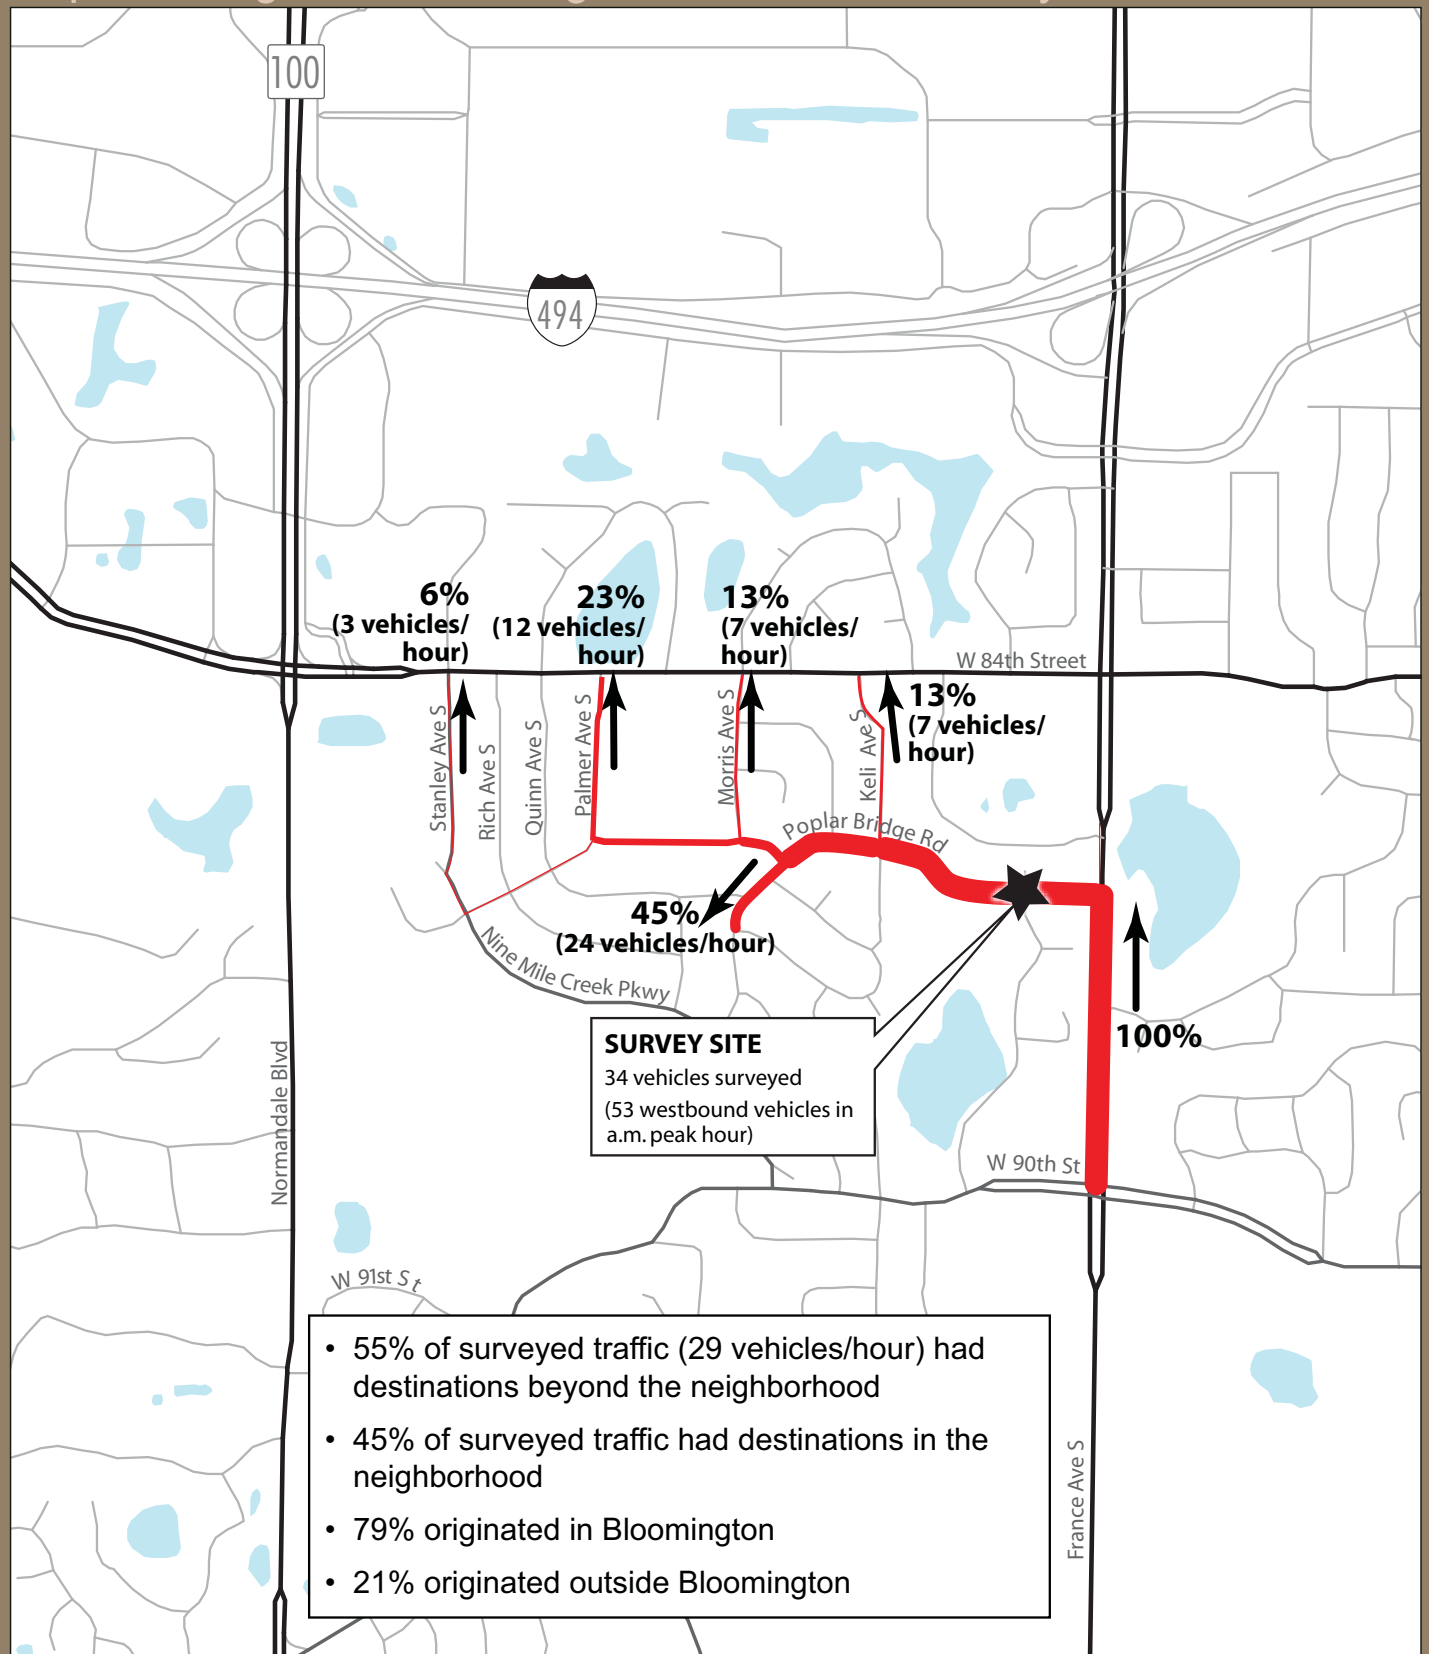 100
494
6%
(3 vehicles/
hour)
23%
(12 vehicles/
hour)
13%
(7 vehicles/
hour)
W 84th Street
13%
(7 vehicles/
hour)
Stanley Ave S
Rich Ave S
Quinn Ave S
Palmer Ave S
Morris Ave S
Keli Ave S
Poplar Bridge Rd
45%
(24 vehicles/hour)
Nine Mile Creek Pkwy
100%
SURVEY SITE
34 vehicles surveyed
(53 westbound vehicles in
a.m. peak hour)
Normandale Blvd
W 90th St
W 91st St
• 55% of surveyed traffic (29 vehicles/hour) had
destinations beyond the neighborhood
• 45% of surveyed traffic had destinations in the
neighborhood
• 79% originated in Bloomington
• 21% originated outside Bloomington
France Ave S